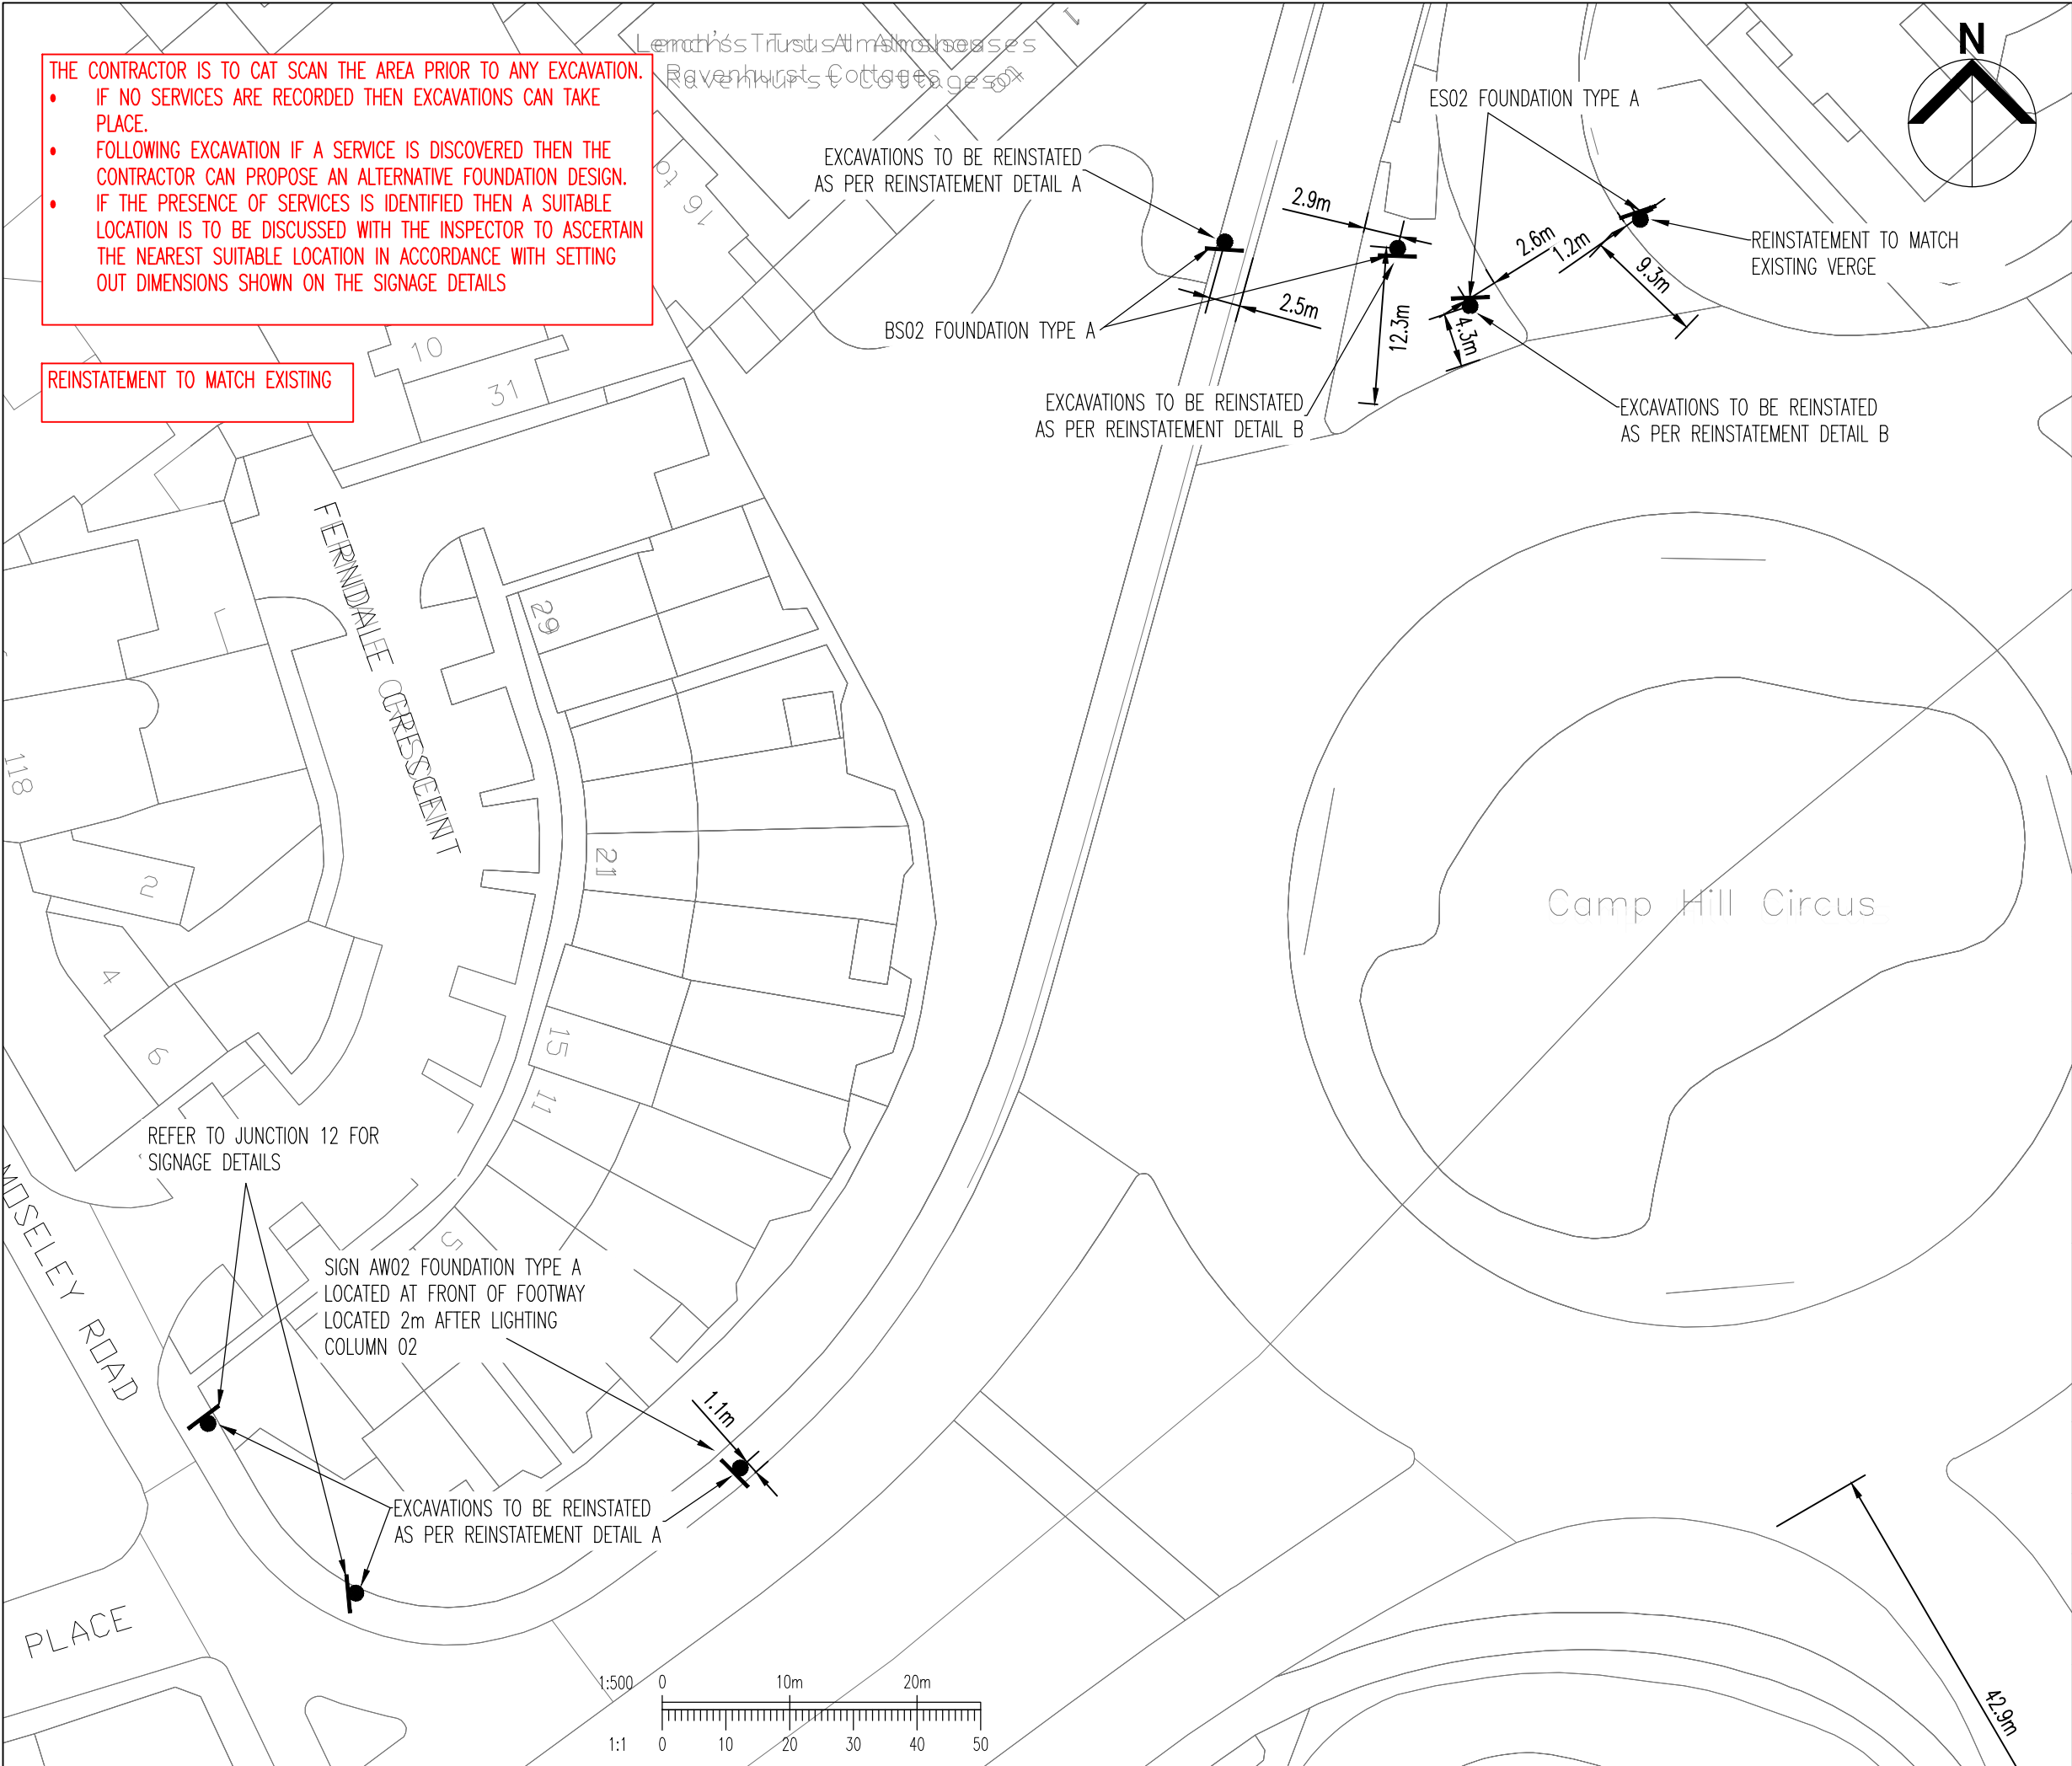 Lench's Trust Almshouses
Ravenhurst Cottages
1
N
THE CONTRACTOR IS TO CAT SCAN THE AREA PRIOR TO ANY EXCAVATION.
• IF NO SERVICES ARE RECORDED THEN EXCAVATIONS CAN TAKE
PLACE.
• FOLLOWING EXCAVATION IF A SERVICE IS DISCOVERED THEN THE
CONTRACTOR CAN PROPOSE AN ALTERNATIVE FOUNDATION DESIGN.
• IF THE PRESENCE OF SERVICES IS IDENTIFIED THEN A SUITABLE
LOCATION IS TO BE DISCUSSED WITH THE INSPECTOR TO ASCERTAIN
THE NEAREST SUITABLE LOCATION IN ACCORDANCE WITH SETTING
OUT DIMENSIONS SHOWN ON THE SIGNAGE DETAILS
REINSTATEMENT TO MATCH EXISTING
16
ES02 FOUNDATION TYPE A
EXCAVATIONS TO BE REINSTATED
AS PER REINSTATEMENT DETAIL A
2.9m
2.6m
1.2m
9.3m
REINSTATEMENT TO MATCH
EXISTING VERGE
2.5m
12.3m
4.3m
BS02 FOUNDATION TYPE A
EXCAVATIONS TO BE REINSTATED
AS PER REINSTATEMENT DETAIL B
EXCAVATIONS TO BE REINSTATED
AS PER REINSTATEMENT DETAIL B
10
31
FERNDALE CRESCENT
29
118
21
2
4
6
15
11
5
Camp Hill Circus
REFER TO JUNCTION 12 FOR
SIGNAGE DETAILS
MOSELEY ROAD
SIGN AW02 FOUNDATION TYPE A
LOCATED AT FRONT OF FOOTWAY
LOCATED 2m AFTER LIGHTING
COLUMN 02
1.1m
EXCAVATIONS TO BE REINSTATED
AS PER REINSTATEMENT DETAIL A
PLACE
42.9m
1:500 0 10m 20m
1:1 0 10 20 30 40 50